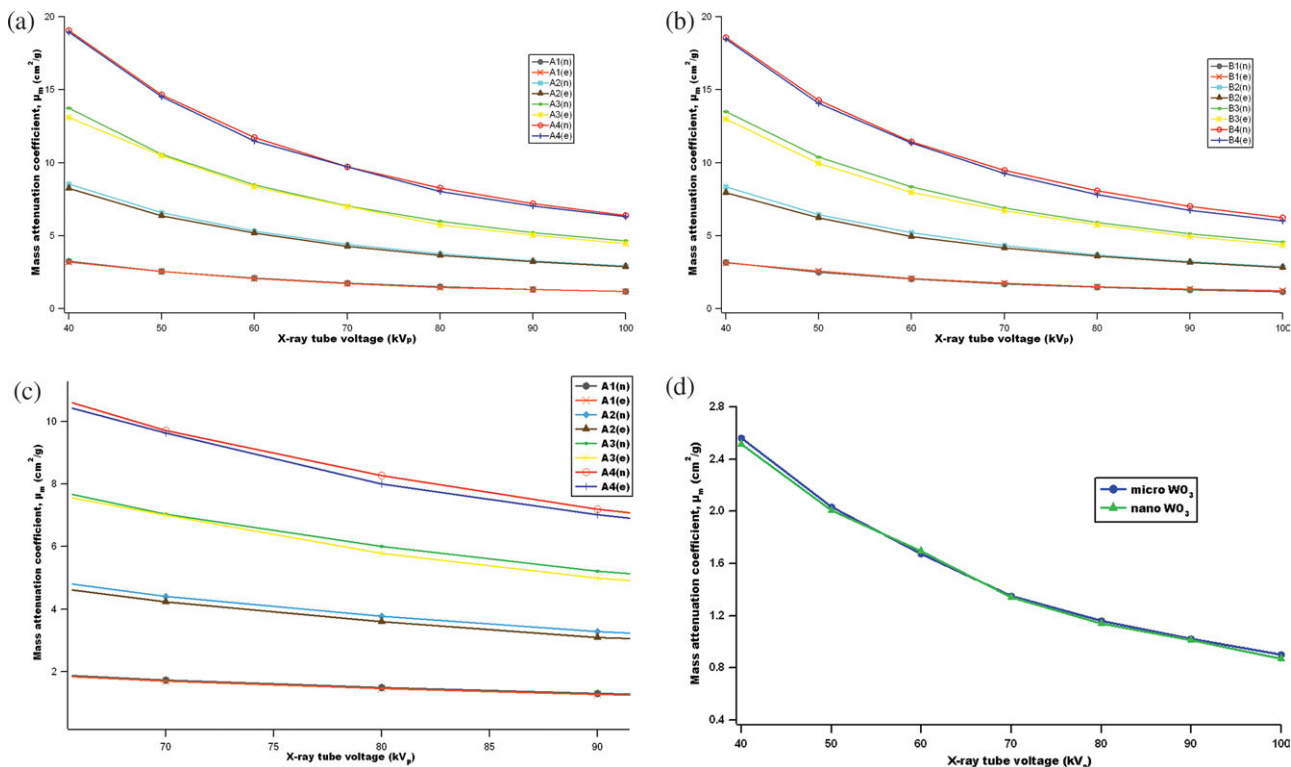 (a)
Mass attenuation coefficient, μm (cm²/g)
20
15
10
5
0
A1(n)
A1(e)
A2(n)
A2(e)
A3(n)
A3(e)
A4(n)
A4(e)
40 50 60 70 80 90 100
X-ray tube voltage (kVp)
(b)
Mass attenuation coefficient, μm (cm²/g)
20
15
10
5
0
B1(n)
B1(e)
B2(n)
B2(e)
B3(n)
B3(e)
B4(n)
B4(e)
40 50 60 70 80 90 100
X-ray tube voltage (kVp)
(c)
Mass attenuation coefficient, μm (cm²/g)
10
8
6
4
2
A1(n)
A1(e)
A2(n)
A2(e)
A3(n)
A3(e)
A4(n)
A4(e)
70 75 80 85 90
X-ray tube voltage (kVp)
(d)
Mass attenuation coefficient, μm (cm²/g)
2.8
2.4
2.0
1.6
1.2
0.8
0.4
micro WO₃
nano WO₃
40 50 60 70 80 90 100
X-ray tube voltage (kVp)